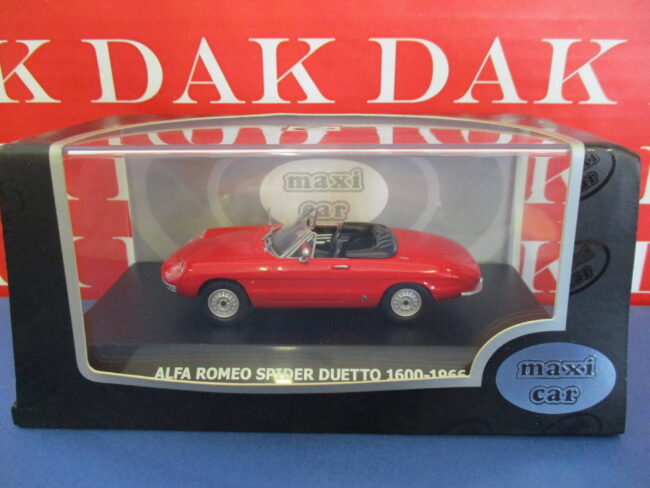 K DAK DAK DAK
maxi
car
ALFA ROMEO SPIDER DUETTO 1600-1966
maxi
car